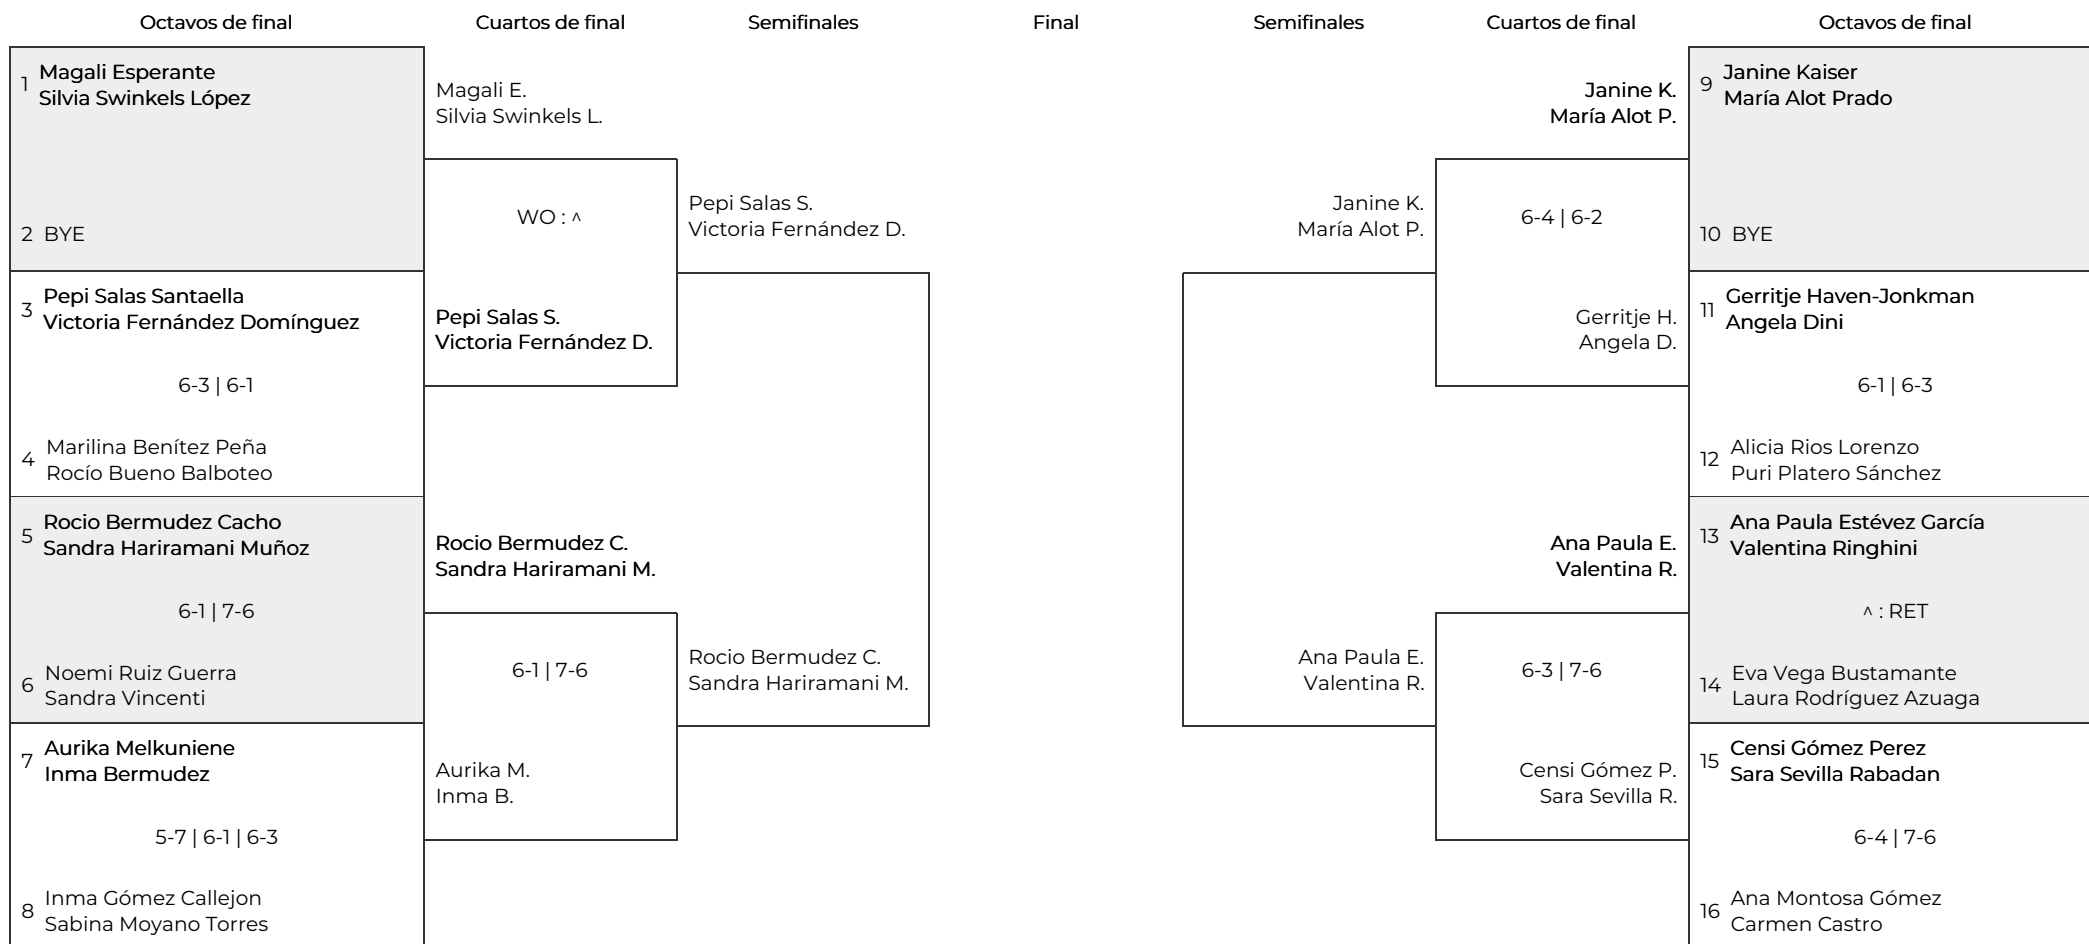 Octavos de final
Cuartos de final
Semifinales
Final
Semifinales
Cuartos de final
Octavos de final
1
Magali Esperante
Silvia Swinkels López
2 BYE
3
Pepi Salas Santaella
Victoria Fernández Domínguez
6-3 | 6-1
4
Marilina Benítez Peña
Rocío Bueno Balboteo
5
Rocio Bermudez Cacho
Sandra Hariramani Muñoz
6-1 | 7-6
6
Noemi Ruiz Guerra
Sandra Vincenti
7
Aurika Melkuniene
Inma Bermudez
5-7 | 6-1 | 6-3
8
Inma Gómez Callejon
Sabina Moyano Torres
Magali E.
Silvia Swinkels L.
WO : ^
Pepi Salas S.
Victoria Fernández D.
Rocio Bermudez C.
Sandra Hariramani M.
6-1 | 7-6
Aurika M.
Inma B.
Pepi Salas S.
Victoria Fernández D.
Rocio Bermudez C.
Sandra Hariramani M.
Janine K.
María Alot P.
Ana Paula E.
Valentina R.
Janine K.
María Alot P.
6-4 | 6-2
Gerritje H.
Angela D.
Ana Paula E.
Valentina R.
6-3 | 7-6
Censi Gómez P.
Sara Sevilla R.
9
Janine Kaiser
María Alot Prado
10 BYE
11
Gerritje Haven-Jonkman
Angela Dini
6-1 | 6-3
12
Alicia Rios Lorenzo
Puri Platero Sánchez
13
Ana Paula Estévez García
Valentina Ringhini
^ : RET
14
Eva Vega Bustamante
Laura Rodríguez Azuaga
15
Censi Gómez Perez
Sara Sevilla Rabadan
6-4 | 7-6
16
Ana Montosa Gómez
Carmen Castro